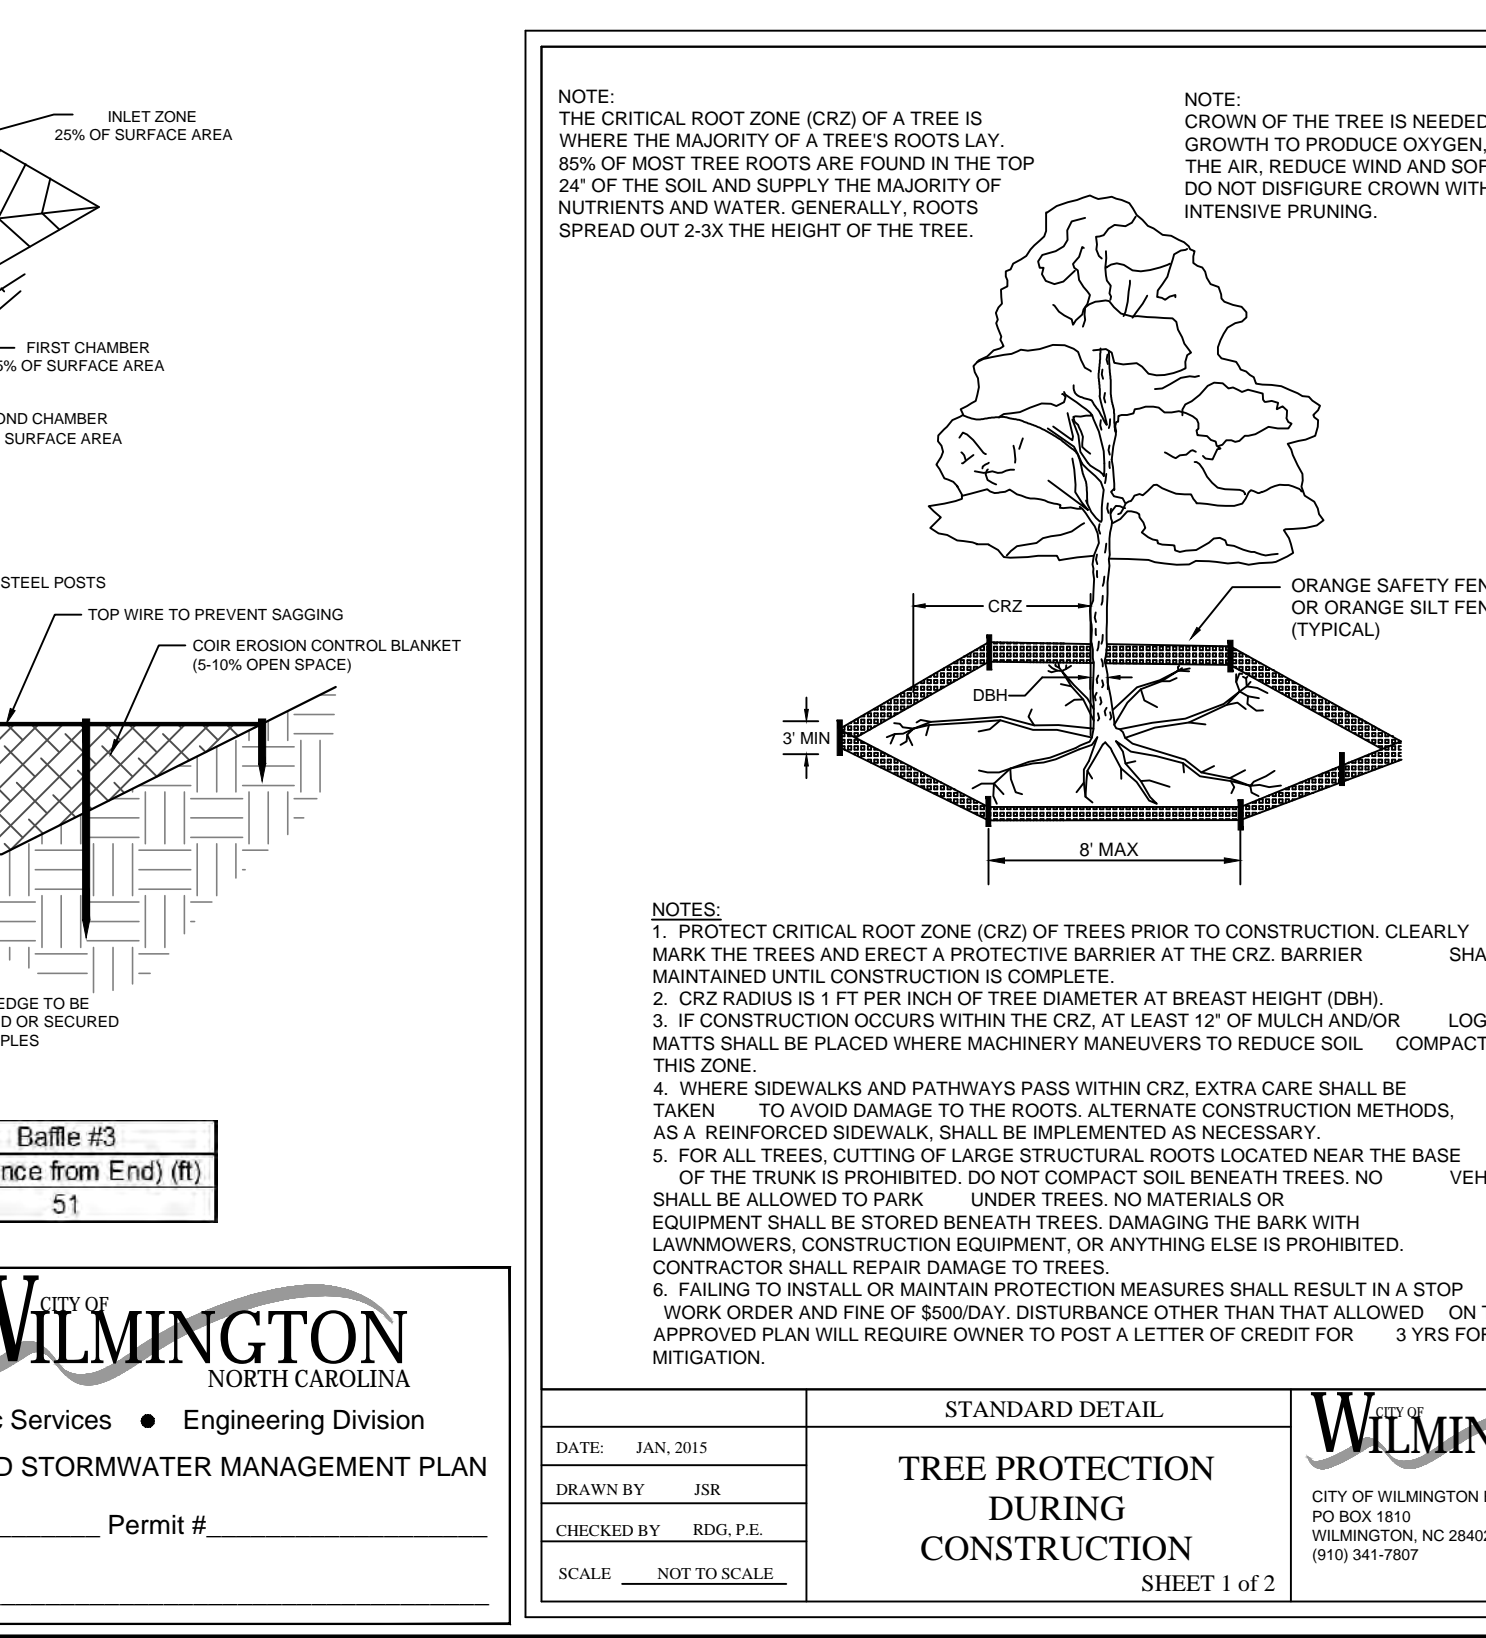 INLET ZONE
25% OF SURFACE AREA
FIRST CHAMBER
5% OF SURFACE AREA
OND CHAMBER
SURFACE AREA
STEEL POSTS
TOP WIRE TO PREVENT SAGGING
COIR EROSION CONTROL BLANKET
(5-10% OPEN SPACE)
EDGE TO BE
D OR SECURED
PLES
Baffle #3
nce from End) (ft)
51
CITY OF
WILMINGTON
NORTH CAROLINA
c Services ● Engineering Division
D STORMWATER MANAGEMENT PLAN
________ Permit #____________________
NOTE:
THE CRITICAL ROOT ZONE (CRZ) OF A TREE IS
WHERE THE MAJORITY OF A TREE'S ROOTS LAY.
85% OF MOST TREE ROOTS ARE FOUND IN THE TOP
24" OF THE SOIL AND SUPPLY THE MAJORITY OF
NUTRIENTS AND WATER. GENERALLY, ROOTS
SPREAD OUT 2-3X THE HEIGHT OF THE TREE.
NOTE:
CROWN OF THE TREE IS NEEDED
GROWTH TO PRODUCE OXYGEN,
THE AIR, REDUCE WIND AND SOF
DO NOT DISFIGURE CROWN WITH
INTENSIVE PRUNING.
ORANGE SAFETY FEN
OR ORANGE SILT FEN
(TYPICAL)
CRZ
DBH
3' MIN
8' MAX
NOTES:
1. PROTECT CRITICAL ROOT ZONE (CRZ) OF TREES PRIOR TO CONSTRUCTION. CLEARLY
MARK THE TREES AND ERECT A PROTECTIVE BARRIER AT THE CRZ. BARRIER SHA
MAINTAINED UNTIL CONSTRUCTION IS COMPLETE.
2. CRZ RADIUS IS 1 FT PER INCH OF TREE DIAMETER AT BREAST HEIGHT (DBH).
3. IF CONSTRUCTION OCCURS WITHIN THE CRZ, AT LEAST 12" OF MULCH AND/OR LOG
MATTS SHALL BE PLACED WHERE MACHINERY MANEUVERS TO REDUCE SOIL COMPACT
THIS ZONE.
4. WHERE SIDEWALKS AND PATHWAYS PASS WITHIN CRZ, EXTRA CARE SHALL BE
TAKEN TO AVOID DAMAGE TO THE ROOTS. ALTERNATE CONSTRUCTION METHODS,
AS A REINFORCED SIDEWALK, SHALL BE IMPLEMENTED AS NECESSARY.
5. FOR ALL TREES, CUTTING OF LARGE STRUCTURAL ROOTS LOCATED NEAR THE BASE
OF THE TRUNK IS PROHIBITED. DO NOT COMPACT SOIL BENEATH TREES. NO VEH
SHALL BE ALLOWED TO PARK UNDER TREES. NO MATERIALS OR
EQUIPMENT SHALL BE STORED BENEATH TREES. DAMAGING THE BARK WITH
LAWNMOWERS, CONSTRUCTION EQUIPMENT, OR ANYTHING ELSE IS PROHIBITED.
CONTRACTOR SHALL REPAIR DAMAGE TO TREES.
6. FAILING TO INSTALL OR MAINTAIN PROTECTION MEASURES SHALL RESULT IN A STOP
WORK ORDER AND FINE OF $500/DAY. DISTURBANCE OTHER THAN THAT ALLOWED ON T
APPROVED PLAN WILL REQUIRE OWNER TO POST A LETTER OF CREDIT FOR 3 YRS FOR
MITIGATION.
DATE: JAN, 2015
DRAWN BY JSR
CHECKED BY RDG, P.E.
SCALE NOT TO SCALE
STANDARD DETAIL
TREE PROTECTION
DURING
CONSTRUCTION
SHEET 1 of 2
CITY OF
WILMIN
CITY OF WILMINGTON
PO BOX 1810
WILMINGTON, NC 28402
(910) 341-7807